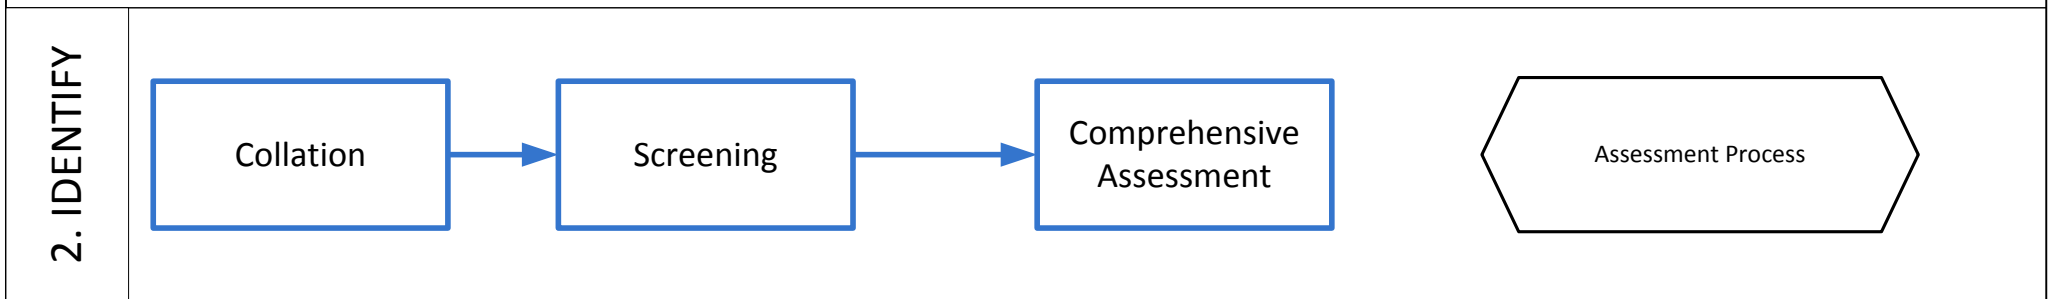 2. IDENTIFY
Collation
Screening
Comprehensive
Assessment
Assessment Process